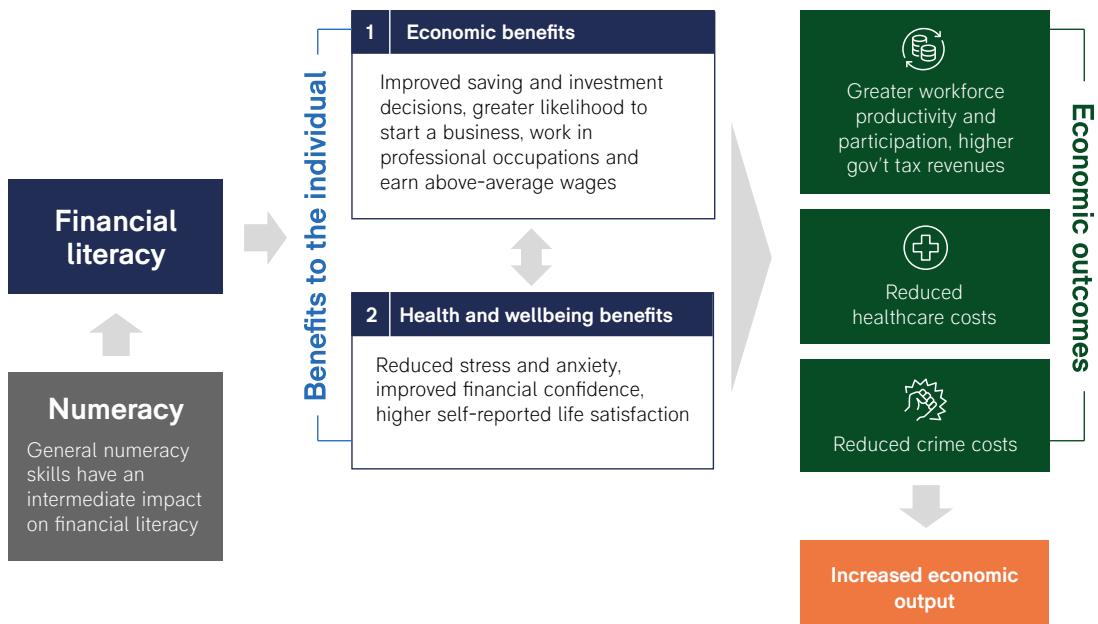 Financial
literacy
Numeracy
General numeracy
skills have an
intermediate impact
on financial literacy
Benefits to the individual
1 Economic benefits
Improved saving and investment
decisions, greater likelihood to
start a business, work in
professional occupations and
earn above-average wages
2 Health and wellbeing benefits
Reduced stress and anxiety,
improved financial confidence,
higher self-reported life satisfaction
Economic outcomes
Greater workforce
productivity and
participation, higher
gov't tax revenues
Reduced
healthcare costs
Reduced crime costs
Increased economic
output